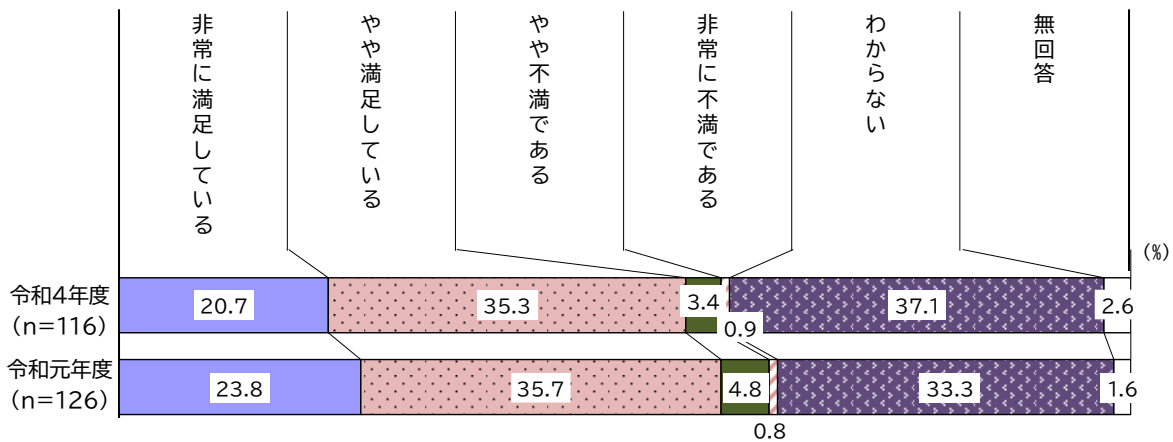 非常に満足している
やや満足している
やや不満である
非常に不満である
わからない
無回答
(%)
令和4年度
(n=116)
20.7
35.3
3.4
0.9
37.1
2.6
令和元年度
(n=126)
23.8
35.7
4.8
0.8
33.3
1.6